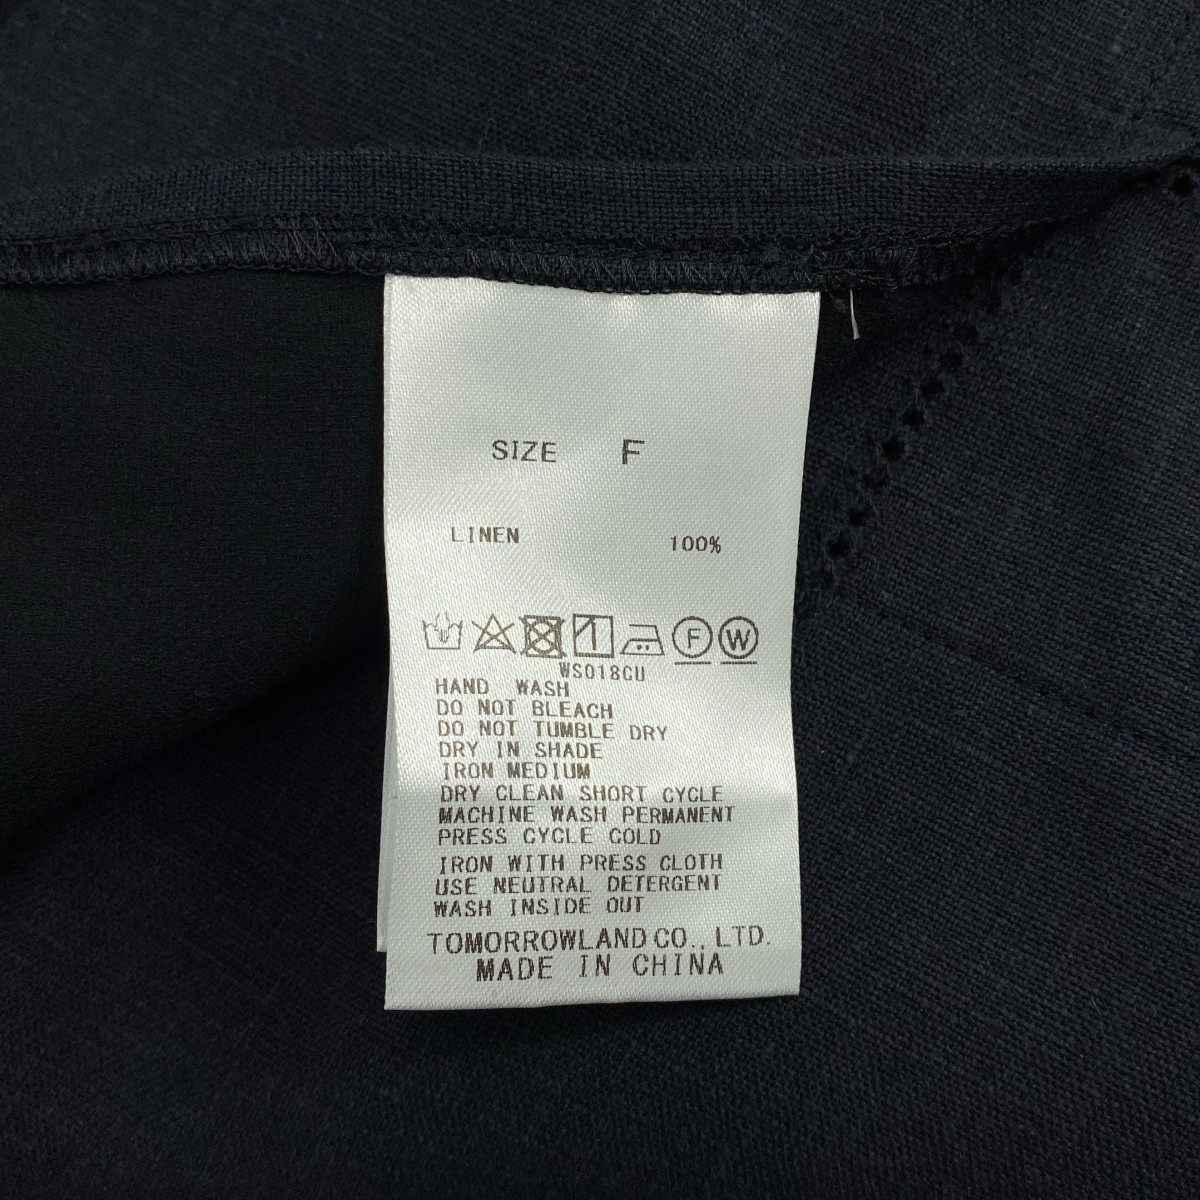 SIZE F
LINEN 100%
F W
WS018CU
HAND WASH
DO NOT BLEACH
DO NOT TUMBLE DRY
DRY IN SHADE
IRON MEDIUM
DRY CLEAN SHORT CYCLE
MACHINE WASH PERMANENT
PRESS CYCLE COLD
IRON WITH PRESS CLOTH
USE NEUTRAL DETERGENT
WASH INSIDE OUT
TOMORROWLAND CO., LTD.
MADE IN CHINA